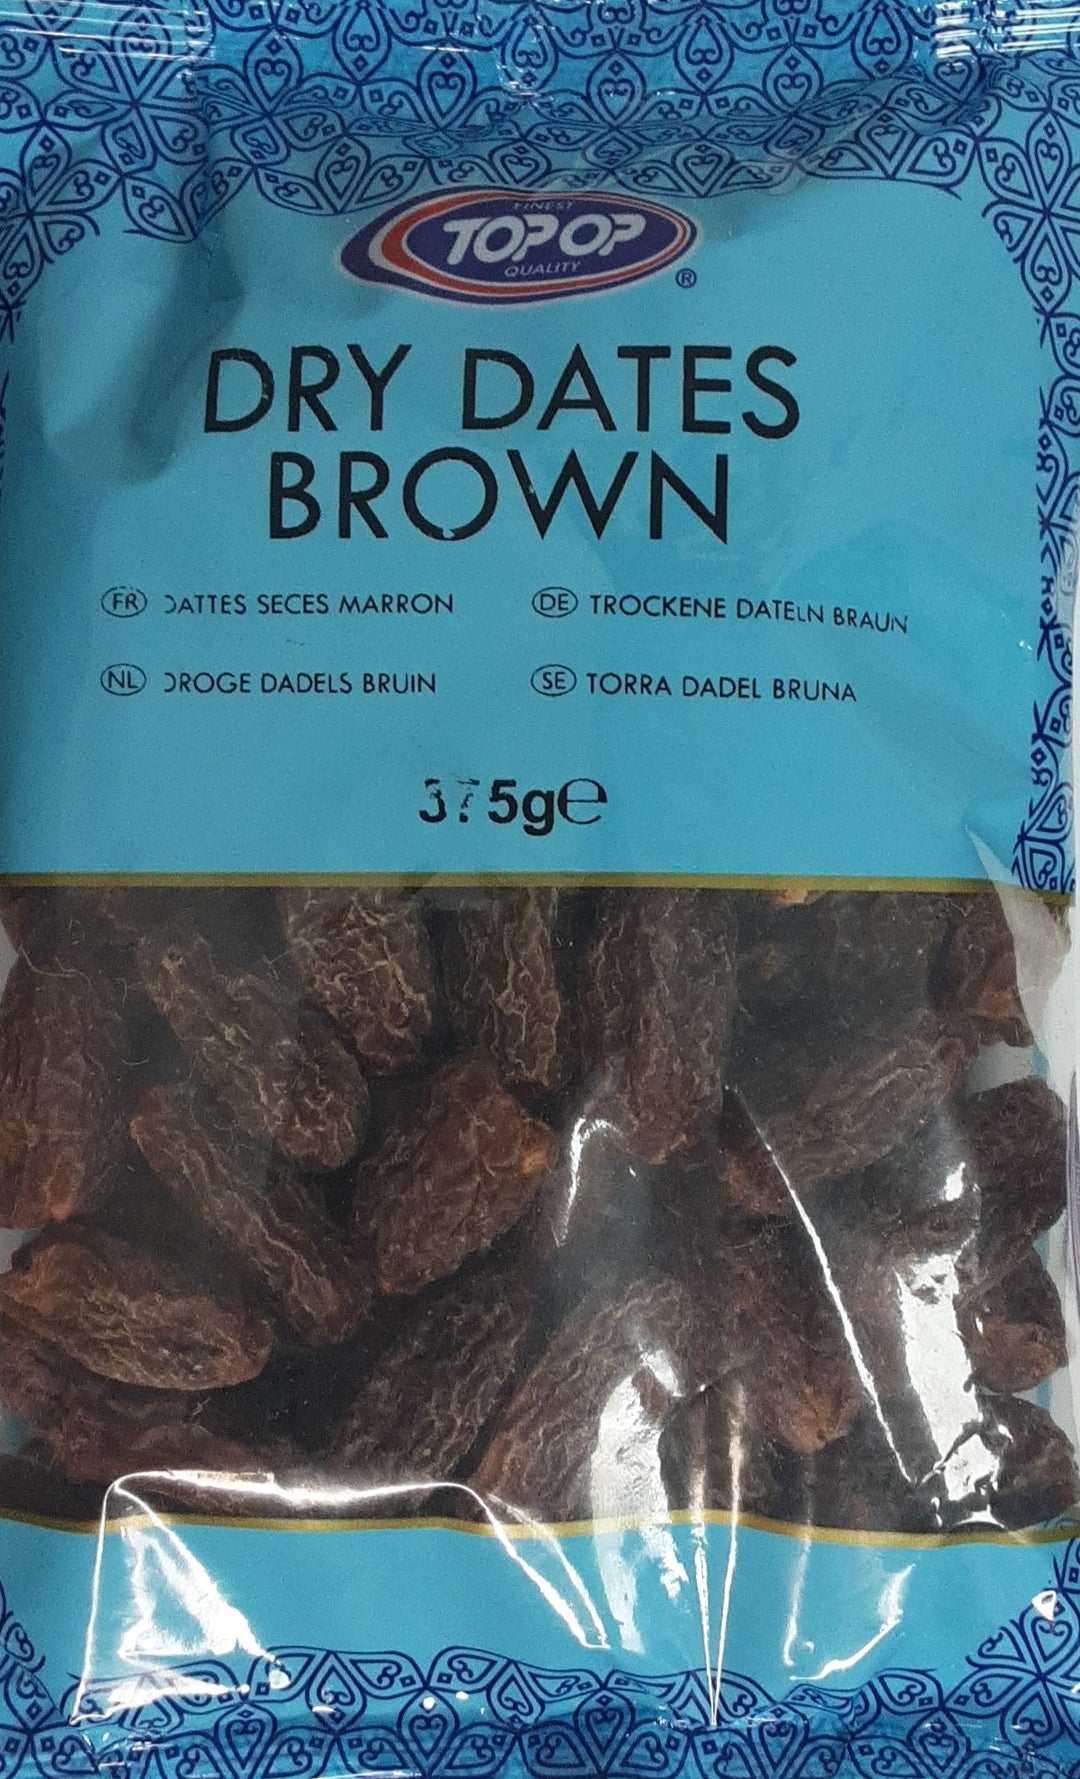 FINEST
TOPOP
QUALITY
®
DRY DATES
BROWN
FR DATTES SECES MARRON
DE TROCKENE DATELN BRAUN
NL DROGE DADELS BRUIN
SE TORRA DADEL BRUNA
375g℮